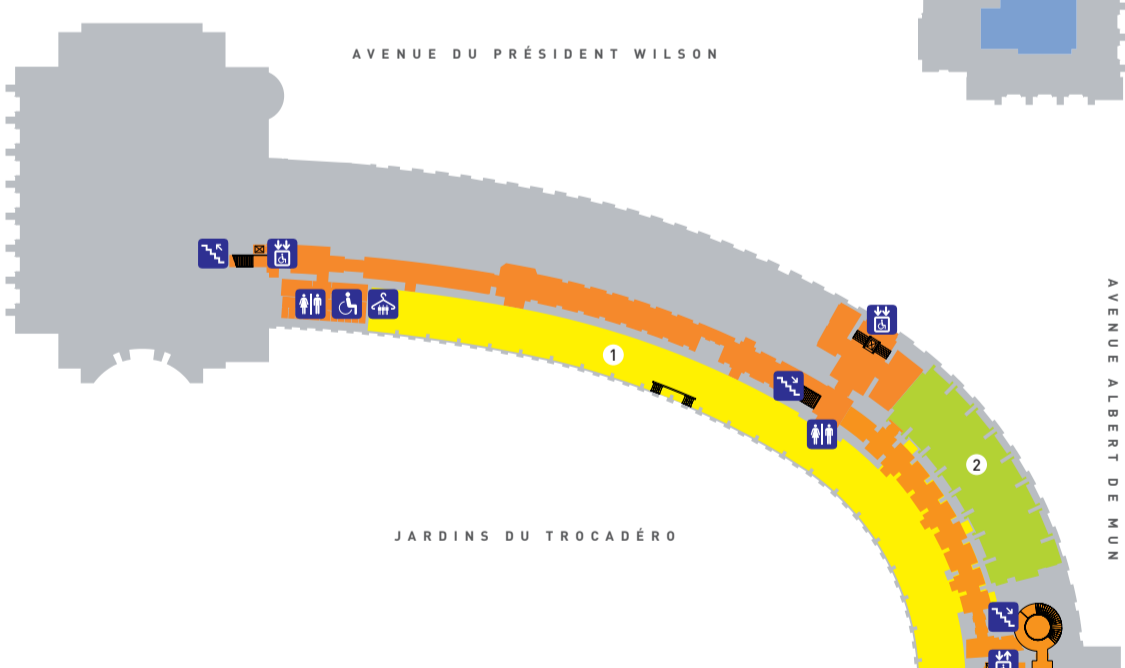 AVENUE DU PRÉSIDENT WILSON
1
2
AVENUE ALBERT DE MUN
JARDINS DU TROCADÉRO